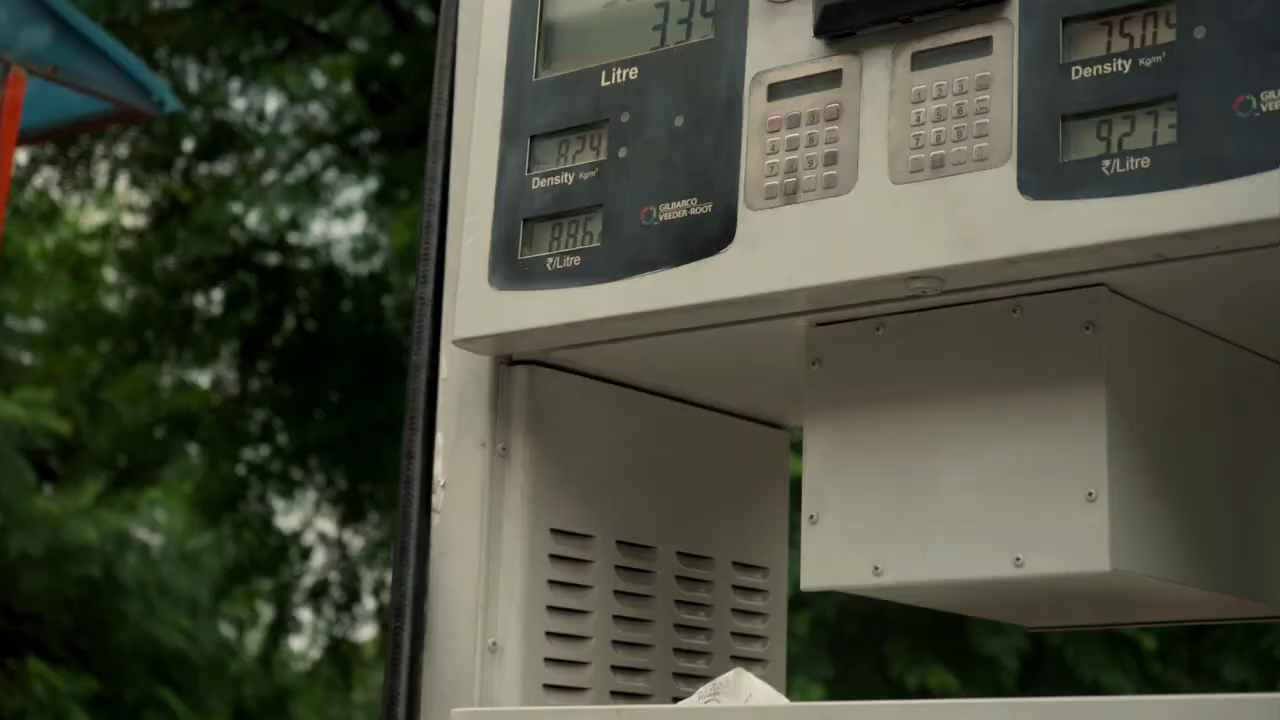 334
Litre
824
Density Kg/m³
886
₹/Litre
GILBARCO
VEEDER-ROOT
7504
Density Kg/m³
927
₹/Litre